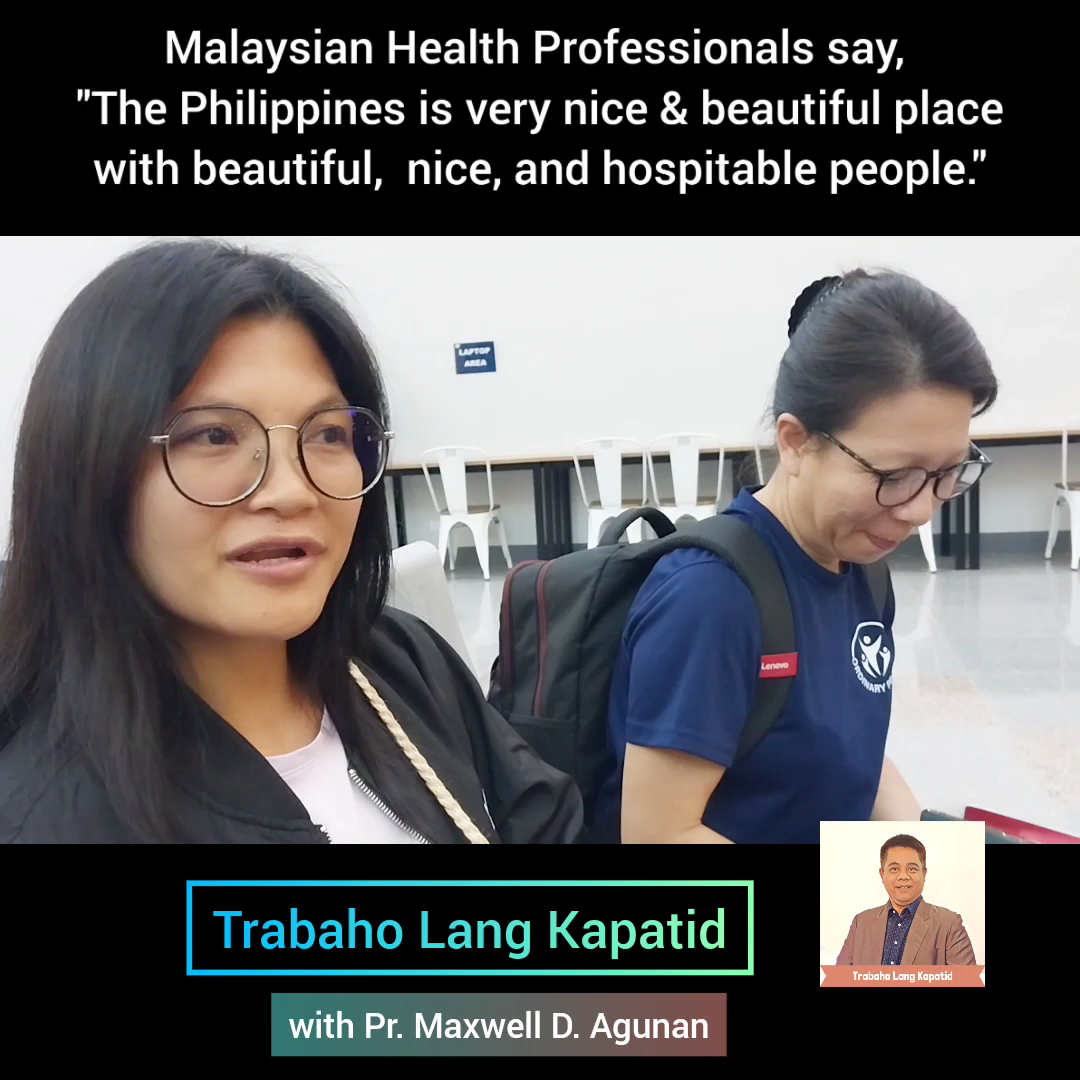 Malaysian Health Professionals say,
"The Philippines is very nice & beautiful place
with beautiful,  nice, and hospitable people."
LAPTOP
AREA
Lenovo
ORDINARY
Trabaho Lang Kapatid
Trabaho Lang Kapatid
with Pr. Maxwell D. Agunan